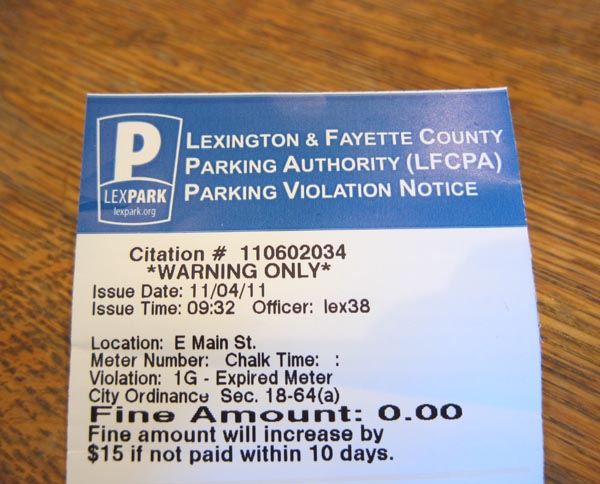 P
LEXPARK
lexpark.org
LEXINGTON & FAYETTE COUNTY
PARKING AUTHORITY (LFCPA)
PARKING VIOLATION NOTICE
Citation # 110602034
*WARNING ONLY*
Issue Date: 11/04/11
Issue Time: 09:32 Officer: lex38
Location: E Main St.
Meter Number: Chalk Time: :
Violation: 1G - Expired Meter
City Ordinance Sec. 18-64(a)
Fine Amount: 0.00
Fine amount will increase by
$15 if not paid within 10 days.